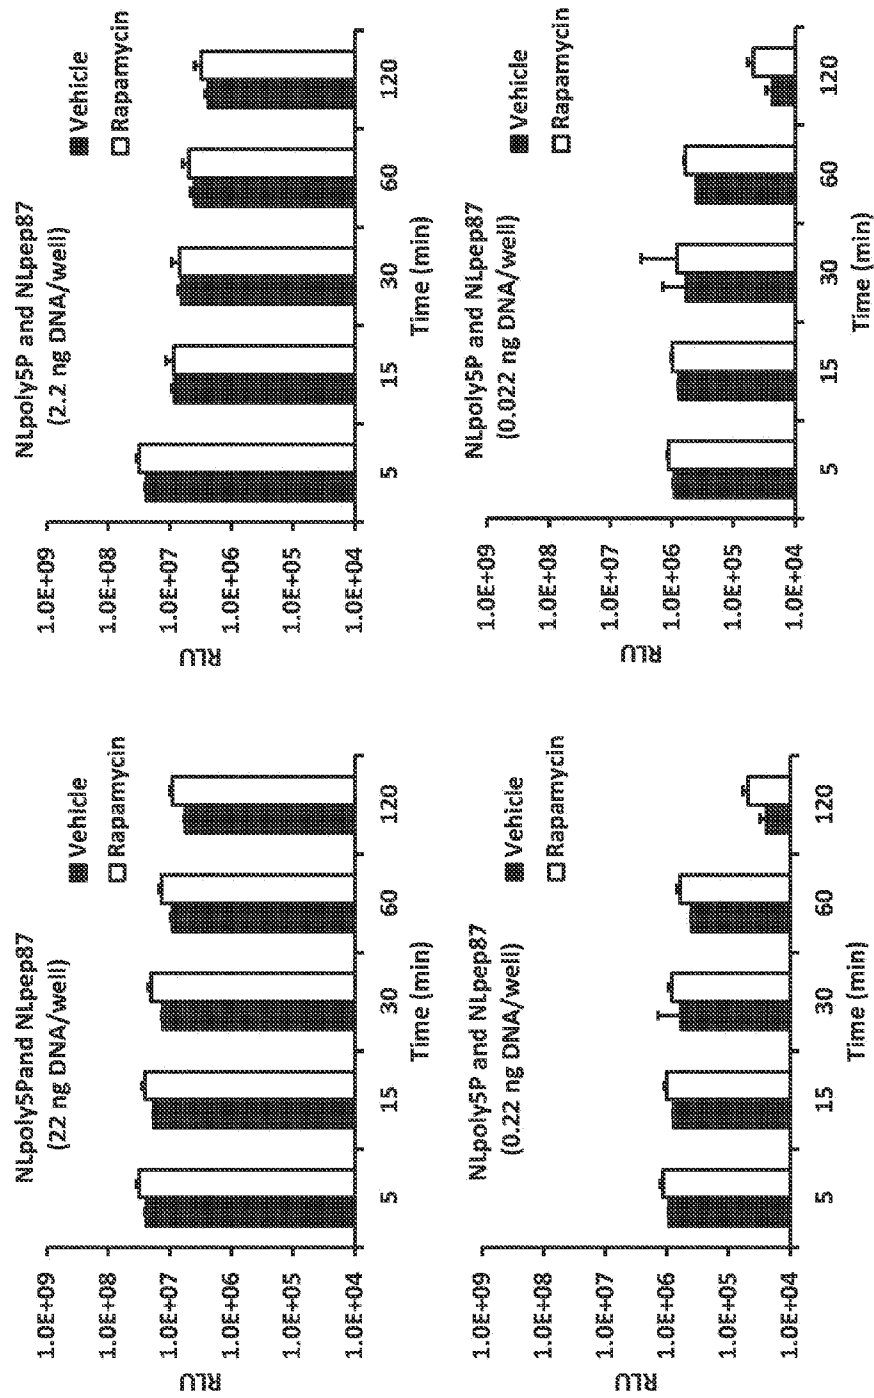 NLpoly5Pand NLpep87
(22 ng DNA/well)
Vehicle
Rapamycin
RLU
1.0E+09
1.0E+08
1.0E+07
1.0E+06
1.0E+05
1.0E+04
5 15 30 60 120
Time (min)
NLpoly5P and NLpep87
(2.2 ng DNA/well)
Vehicle
Rapamycin
RLU
1.0E+09
1.0E+08
1.0E+07
1.0E+06
1.0E+05
1.0E+04
5 15 30 60 120
Time (min)
NLpoly5P and NLpep87
(0.22 ng DNA/well)
Vehicle
Rapamycin
RLU
1.0E+09
1.0E+08
1.0E+07
1.0E+06
1.0E+05
1.0E+04
5 15 30 60 120
Time (min)
NLpoly5P and NLpep87
(0.022 ng DNA/well)
Vehicle
Rapamycin
RLU
1.0E+09
1.0E+08
1.0E+07
1.0E+06
1.0E+05
1.0E+04
5 15 30 60 120
Time (min)